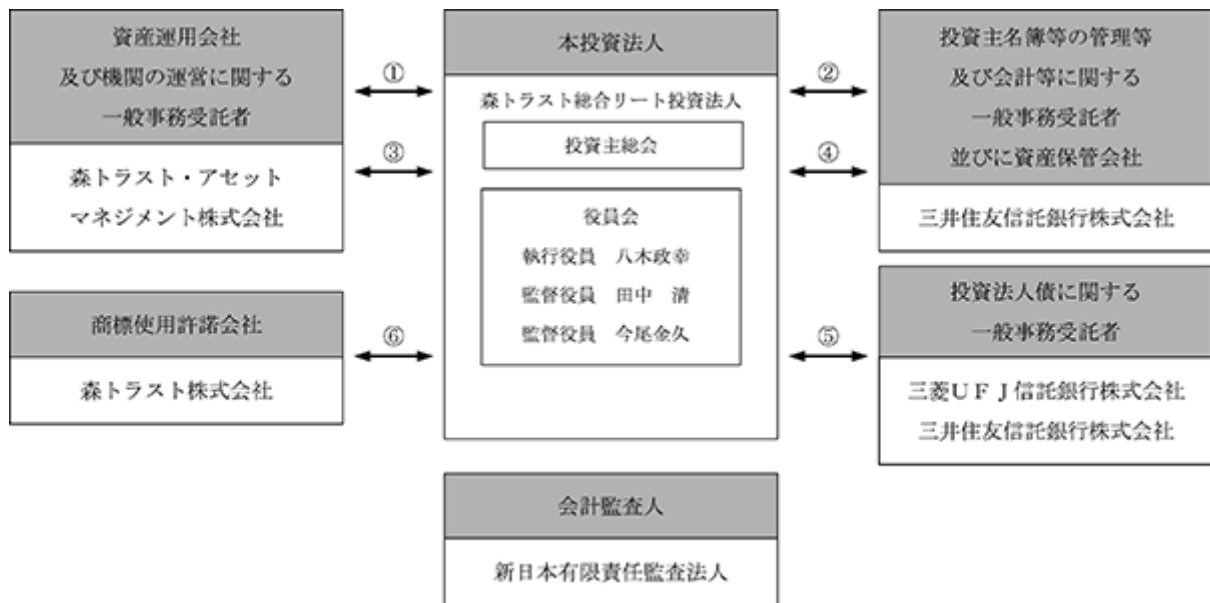 資産運用会社
及び機関の運営に関する
一般事務受託者
森トラスト・アセット
マネジメント株式会社
①
③
本投資法人
森トラスト総合リート投資法人
投資主総会
役員会
執行役員　八木政幸
監督役員　田中　清
監督役員　今尾金久
②
④
投資主名簿等の管理等
及び会計等に関する
一般事務受託者
並びに資産保管会社
三井住友信託銀行株式会社
商標使用許諾会社
森トラスト株式会社
⑥
⑤
投資法人債に関する
一般事務受託者
三菱ＵＦＪ信託銀行株式会社
三井住友信託銀行株式会社
会計監査人
新日本有限責任監査法人